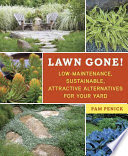 LAWN GONE!
LOW-MAINTENANCE,
SUSTAINABLE,
ATTRACTIVE ALTERNATIVES
FOR YOUR YARD
PAM PENICK